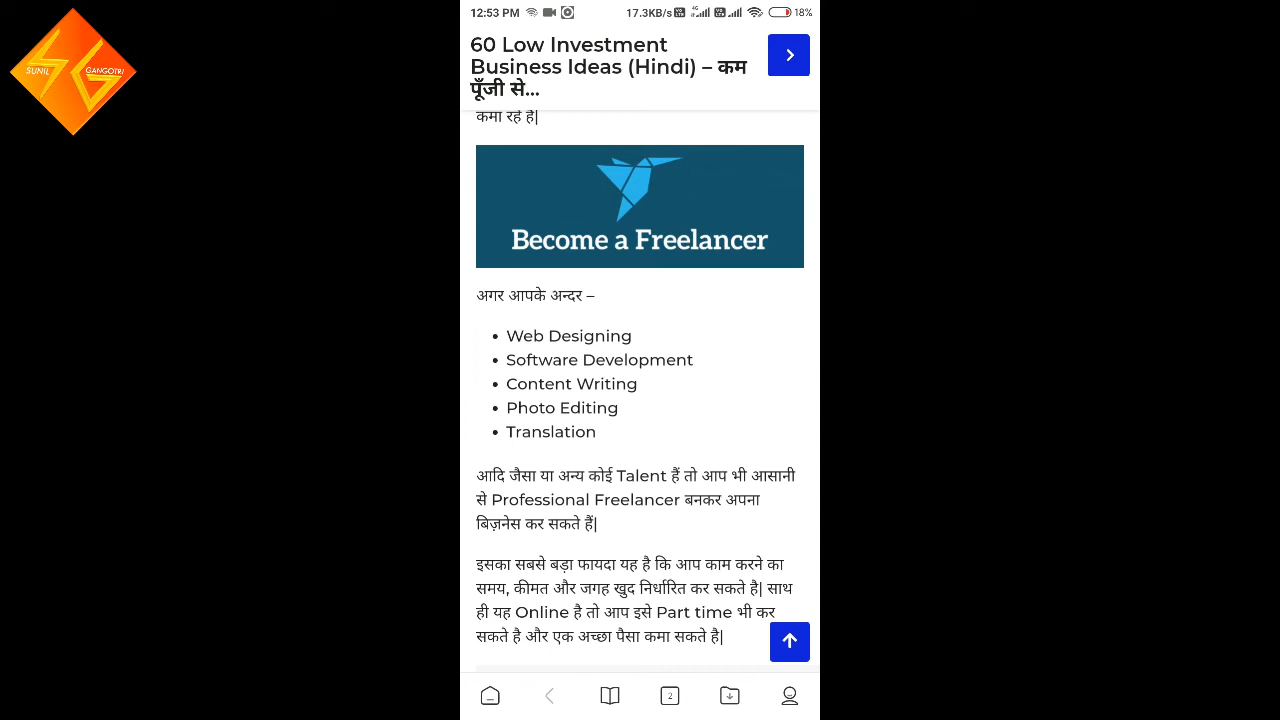 SUNIL
GANGOTRI
12:53 PM
17.3KB/s
4G
18%
60 Low Investment
Business Ideas (Hindi) – कम
पूँजी से...
कमा रहे है|
Become a Freelancer
अगर आपके अन्दर –
• Web Designing
• Software Development
• Content Writing
• Photo Editing
• Translation
आदि जैसा या अन्य कोई Talent हैं तो आप भी आसानी
से Professional Freelancer बनकर अपना
बिज़नेस कर सकते हैं|
इसका सबसे बड़ा फायदा यह है कि आप काम करने का
समय, कीमत और जगह खुद निर्धारित कर सकते है| साथ
ही यह Online है तो आप इसे Part time भी कर
सकते है और एक अच्छा पैसा कमा सकते है|
2